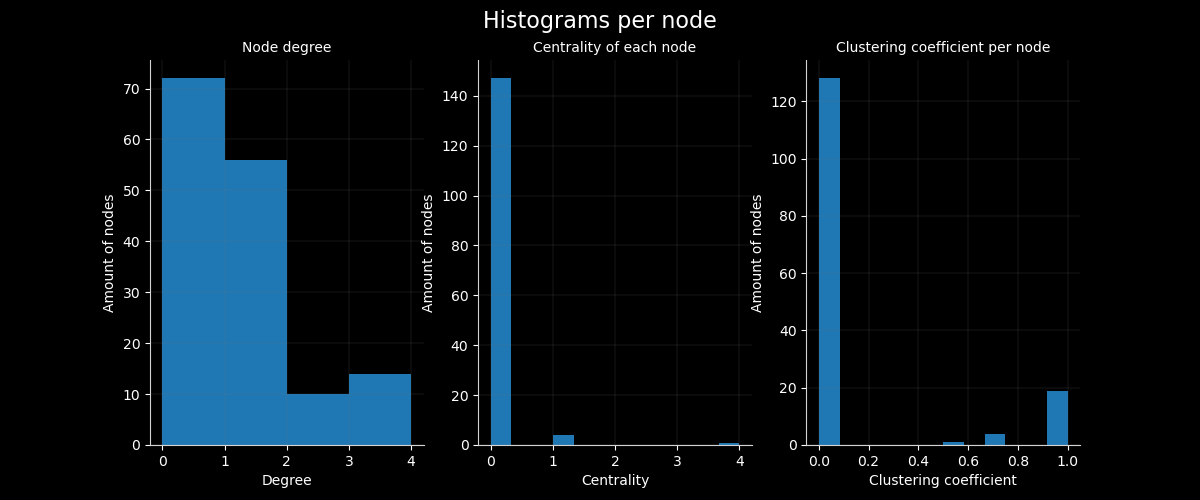 Histograms per node
Node degree
Amount of nodes
70
60
50
40
30
20
10
0
0 1 2 3 4
Degree
Centrality of each node
Amount of nodes
140
120
100
80
60
40
20
0
0 1 2 3 4
Centrality
Clustering coefficient per node
Amount of nodes
120
100
80
60
40
20
0
0.0 0.2 0.4 0.6 0.8 1.0
Clustering coefficient